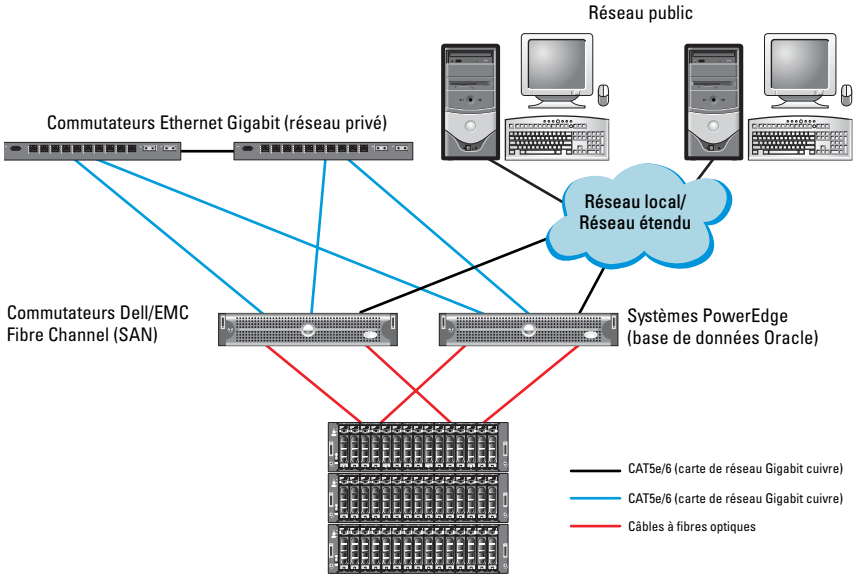 Réseau public
Commutateurs Ethernet Gigabit (réseau privé)
Réseau local/
Réseau étendu
Commutateurs Dell/EMC
Fibre Channel (SAN)
Systèmes PowerEdge
(base de données Oracle)
CAT5e/6 (carte de réseau Gigabit cuivre)
CAT5e/6 (carte de réseau Gigabit cuivre)
Câbles à fibres optiques